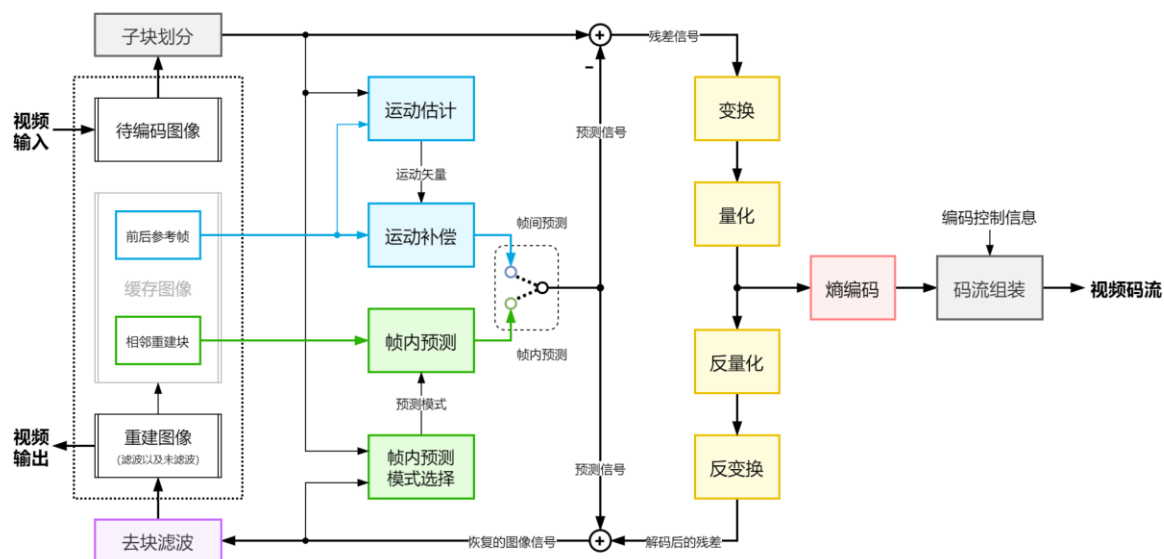 子块划分
残差信号
视频
输入
待编码图像
运动估计
变换
预测信号
运动矢量
量化
编码控制信息
前后参考帧
运动补偿
帧间预测
缓存图像
熵编码
码流组装
视频码流
相邻重建块
帧内预测
帧内预测
反量化
预测模式
视频
输出
重建图像
(滤波以及未滤波)
帧内预测
模式选择
预测信号
反变换
去块滤波
恢复的图像信号
解码后的残差